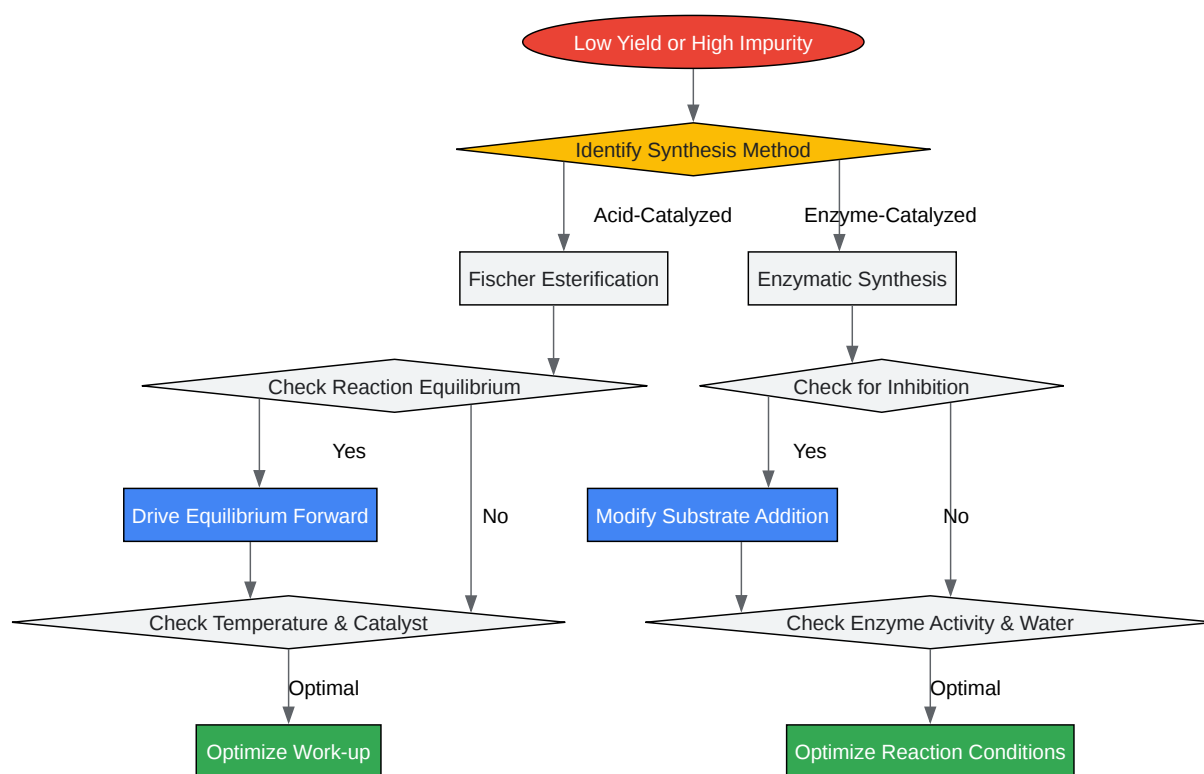 Low Yield or High Impurity
Identify Synthesis Method
Acid-Catalyzed
Enzyme-Catalyzed
Fischer Esterification
Enzymatic Synthesis
Check Reaction Equilibrium
Check for Inhibition
Yes
Yes
Drive Equilibrium Forward
No
Modify Substrate Addition
No
Check Temperature & Catalyst
Check Enzyme Activity & Water
Optimal
Optimal
Optimize Work-up
Optimize Reaction Conditions